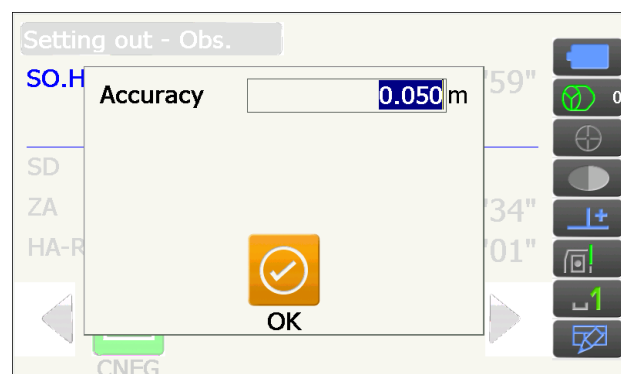 Setting out - Obs.
SO.H
'59"
Accuracy 0.050 m
SD
ZA '34"
HA-R '01"
OK
CNFG
0
1